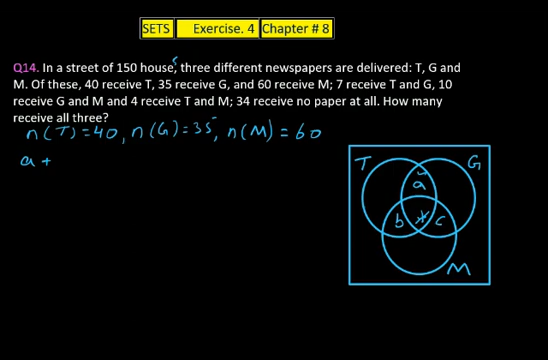 SETS Exercise. 4 Chapter # 8
Q14. In a street of 150 house,s three different newspapers are delivered: T, G and
M. Of these, 40 receive T, 35 receive G, and 60 receive M; 7 receive T and G, 10
receive G and M and 4 receive T and M; 34 receive no paper at all. How many
receive all three?
n(T)=40, n(G)=35, n(M)=60
a +
T G
a
b x c
M